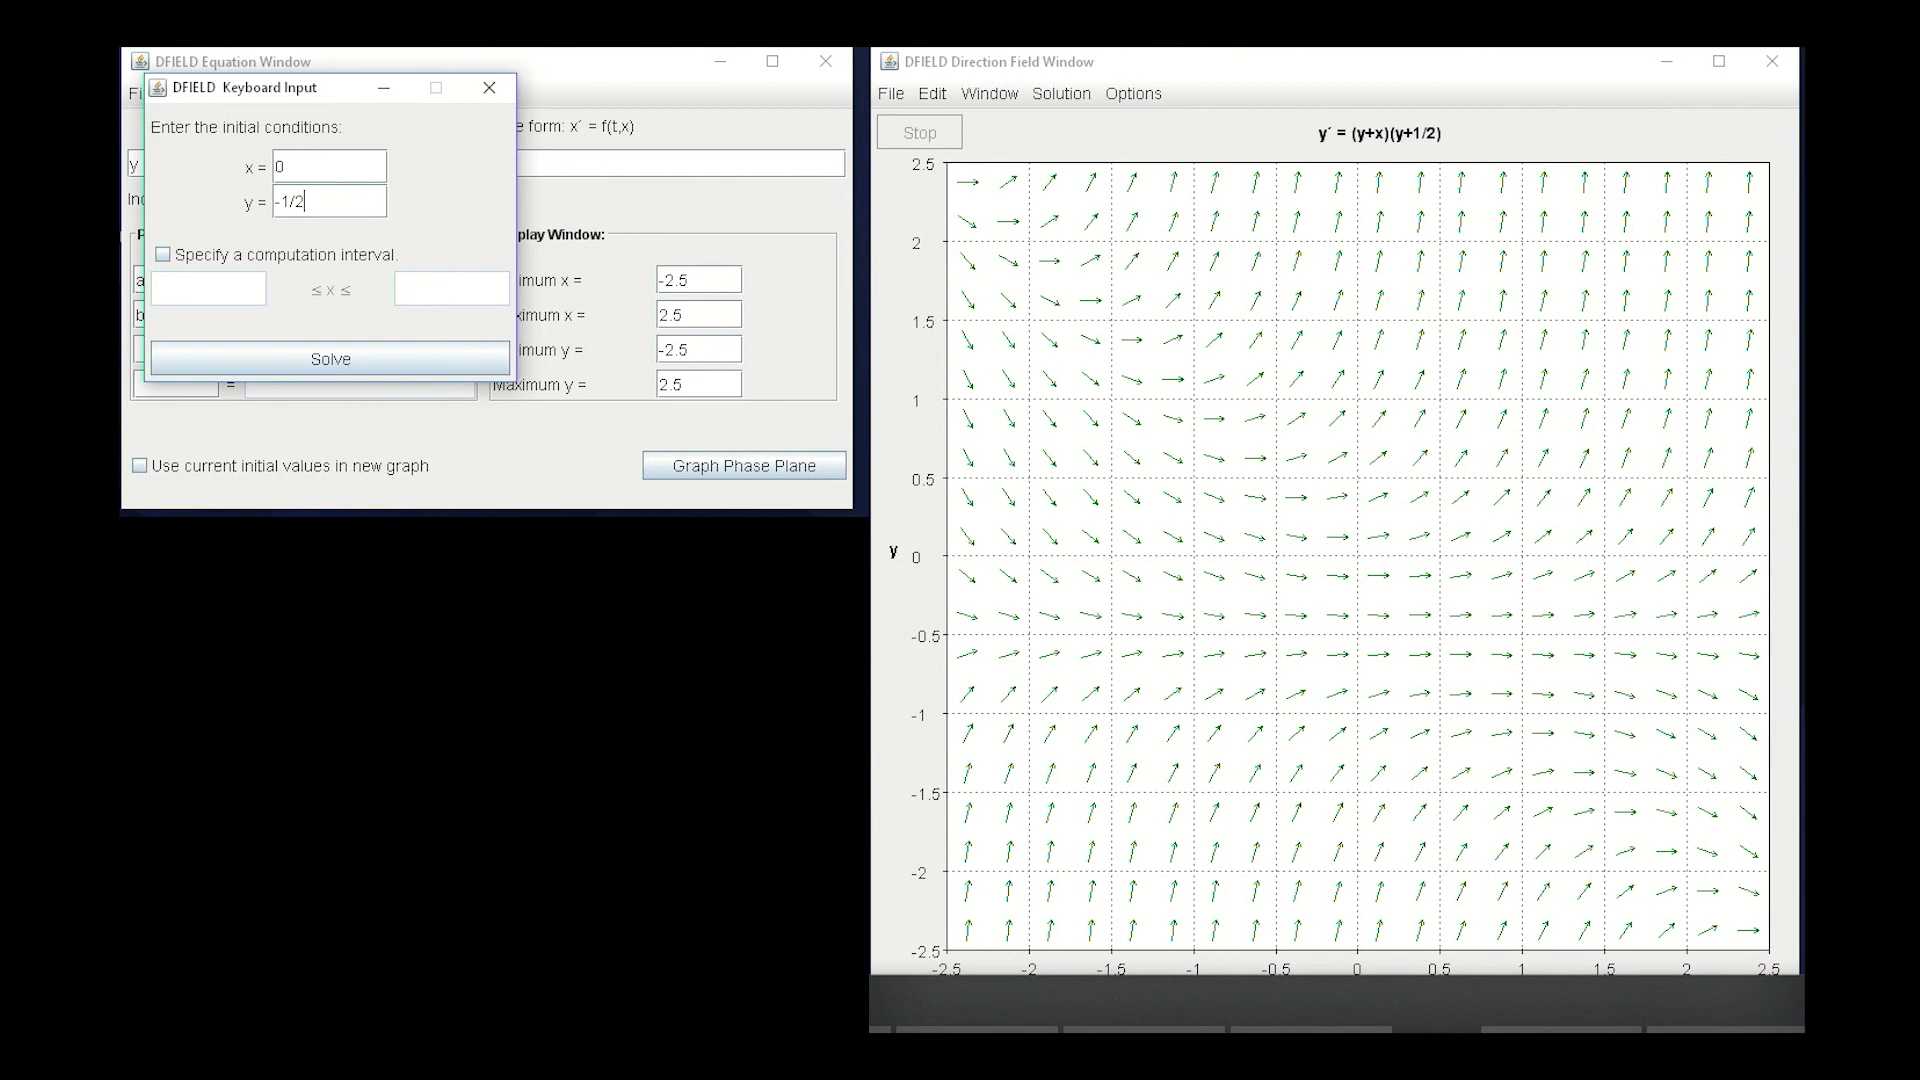 DFIELD Equation Window
DFIELD Keyboard Input
Enter the initial conditions:
x = 0
y = -1/2
Specify a computation interval.
≤ x ≤
Solve
Fi
e form: x´ = f(t,x)
y
Ind
P
play Window:
a
imum x = -2.5
b
ximum x = 2.5
imum y = -2.5
= Maximum y = 2.5
Use current initial values in new graph
Graph Phase Plane
DFIELD Direction Field Window
File Edit Window Solution Options
Stop
y´ = (y+x)(y+1/2)
2.5
2
1.5
1
0.5
y 0
-0.5
-1
-1.5
-2
-2.5
-2.5 -2 -1.5 -1 -0.5 0 0.5 1 1.5 2 2.5